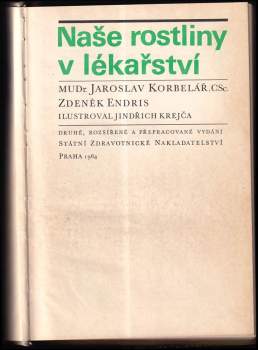 Naše rostliny
v lékařství
MUDr. JAROSLAV KORBELÁŘ, CSc.
ZDENĚK ENDRIS
ILUSTROVAL JINDŘICH KREJČA
DRUHÉ, ROZŠÍŘENÉ A PŘEPRACOVANÉ VYDÁNÍ
STÁTNÍ ZDRAVOTNICKÉ NAKLADATELSTVÍ
PRAHA 1964